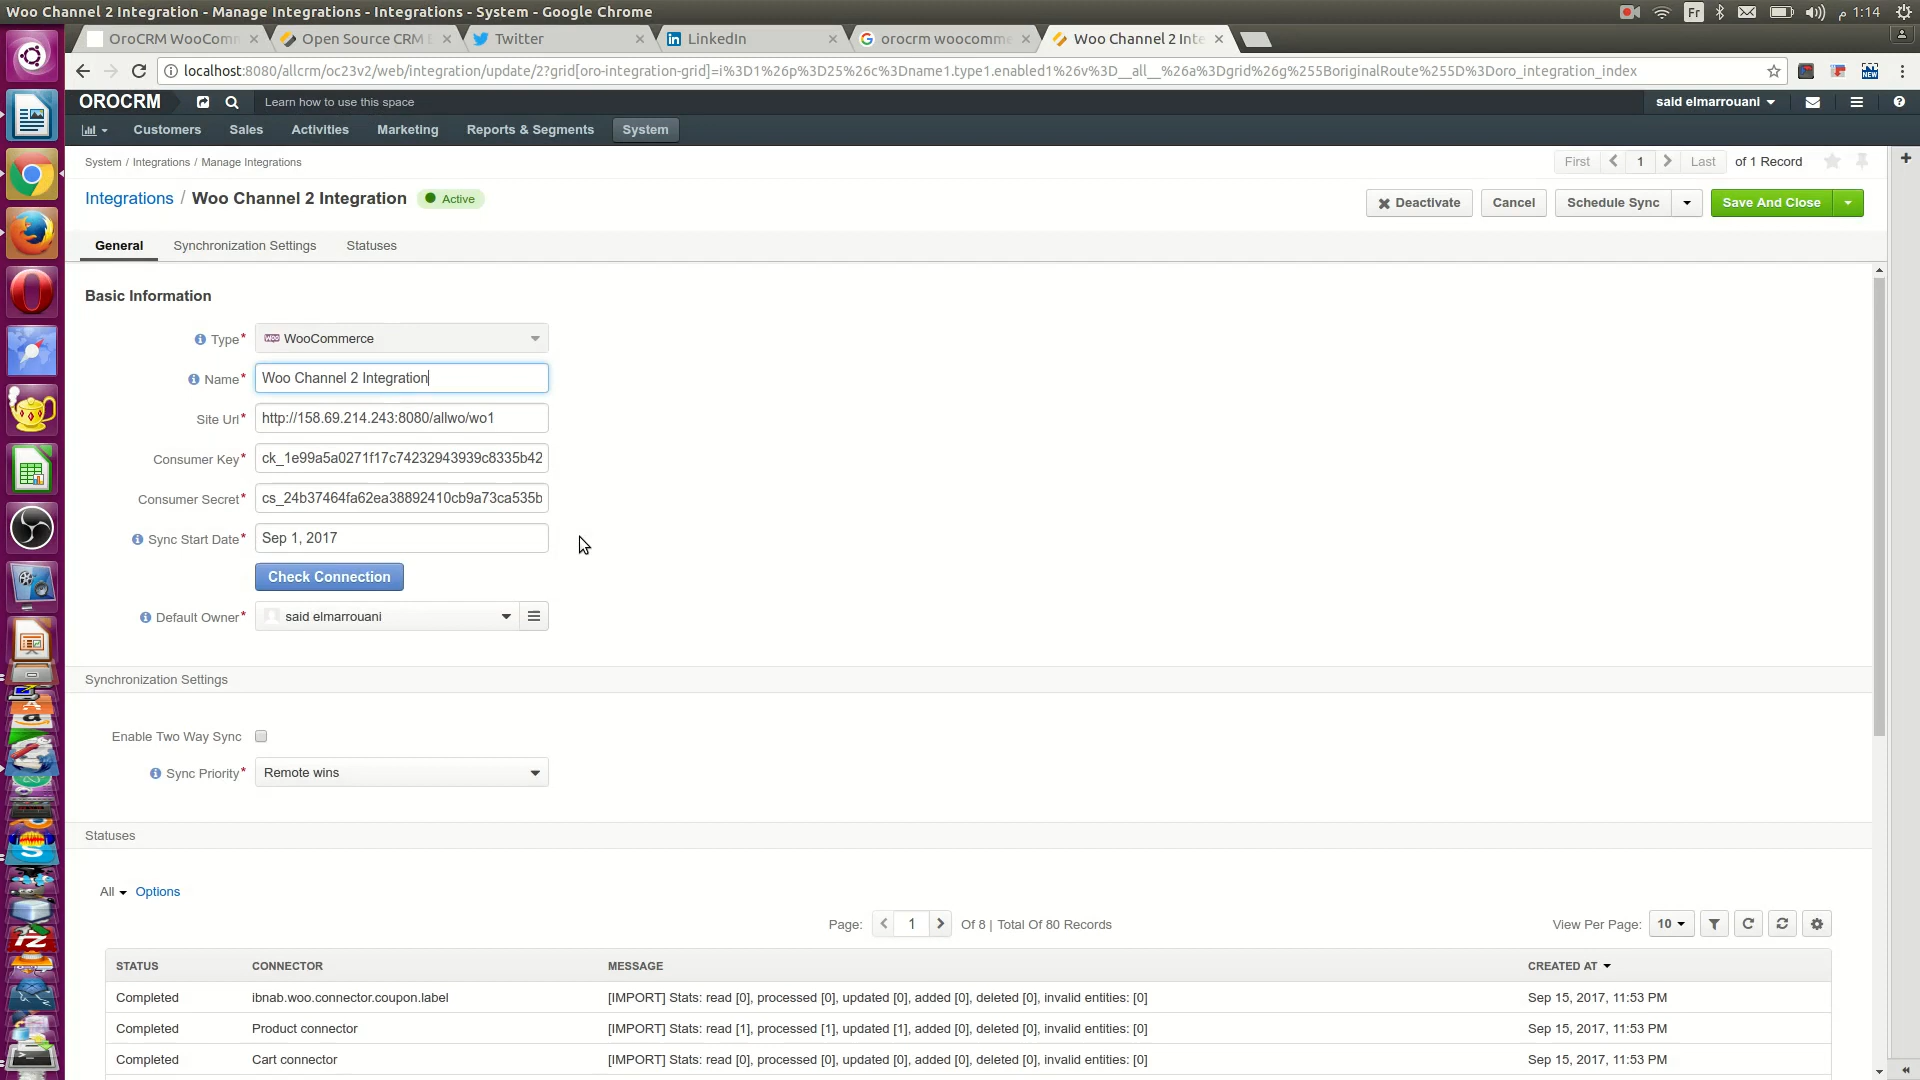 Woo Channel 2 Integration - Manage Integrations - Integrations - System - Google Chrome
Fr
1:14 م
OroCRM WooComm
Open Source CRM
Twitter
LinkedIn
orocrm woocomme
Woo Channel 2 Inte
localhost:8080/allcrm/oc23v2/web/integration/update/2?grid[oro-integration-grid]=i%3D1%26p%3D25%26c%3Dname1.type1.enabled1%26v%3D__all__%26a%3Dgrid%26g%255BoriginalRoute%255D%3Doro_integration_index
NEW
OROCRM
Learn how to use this space
said elmarrouani
Customers
Sales
Activities
Marketing
Reports & Segments
System
System / Integrations / Manage Integrations
First
1
Last
of 1 Record
Integrations / Woo Channel 2 Integration
Active
Deactivate
Cancel
Schedule Sync
Save And Close
General
Synchronization Settings
Statuses
Basic Information
Type*
WOO WooCommerce
Name*
Woo Channel 2 Integration
Site Url*
http://158.69.214.243:8080/allwo/wo1
Consumer Key*
ck_1e99a5a0271f17c74232943939c8335b42
Consumer Secret*
cs_24b37464fa62ea38892410cb9a73ca535b
Sync Start Date*
Sep 1, 2017
Check Connection
Default Owner*
said elmarrouani
Synchronization Settings
Enable Two Way Sync
Sync Priority*
Remote wins
Statuses
All
Options
Page:
1
Of 8 | Total Of 80 Records
View Per Page:
10
STATUS CONNECTOR MESSAGE CREATED AT
Completed ibnab.woo.connector.coupon.label [IMPORT] Stats: read [0], processed [0], updated [0], added [0], deleted [0], invalid entities: [0] Sep 15, 2017, 11:53 PM
Completed Product connector [IMPORT] Stats: read [1], processed [1], updated [1], added [0], deleted [0], invalid entities: [0] Sep 15, 2017, 11:53 PM
Completed Cart connector [IMPORT] Stats: read [0], processed [0], updated [0], added [0], deleted [0], invalid entities: [0] Sep 15, 2017, 11:53 PM